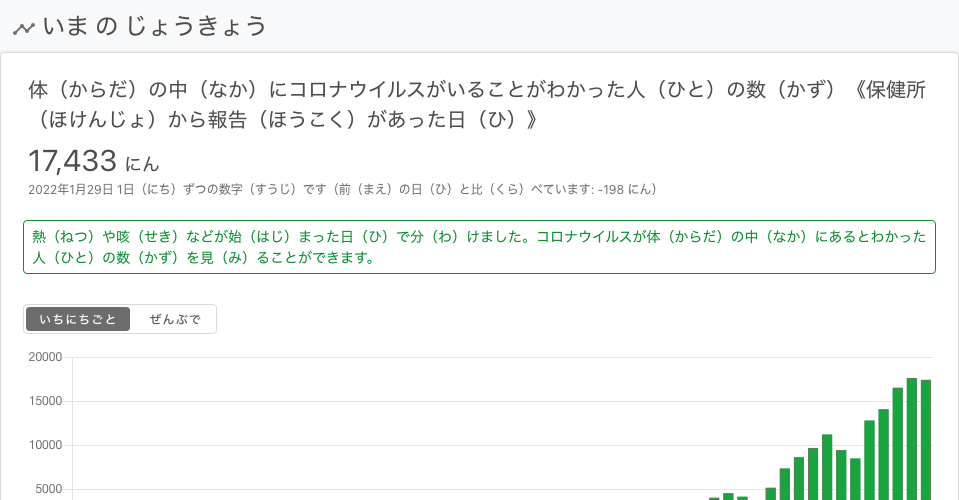 いま の じょうきょう
体（からだ）の中（なか）にコロナウイルスがいることがわかった人（ひと）の数（かず）《保健所
（ほけんじょ）から報告（ほうこく）があった日（ひ）》
17,433 にん
2022年1月29日 1日（にち）ずつの数字（すうじ）です（前（まえ）の日（ひ）と比（くら）べています: -198 にん）
熱（ねつ）や咳（せき）などが始（はじ）まった日（ひ）で分（わ）けました。コロナウイルスが体（からだ）の中（なか）にあるとわかった
人（ひと）の数（かず）を見（み）ることができます。
いちにちごと ぜんぶで
20000
15000
10000
5000